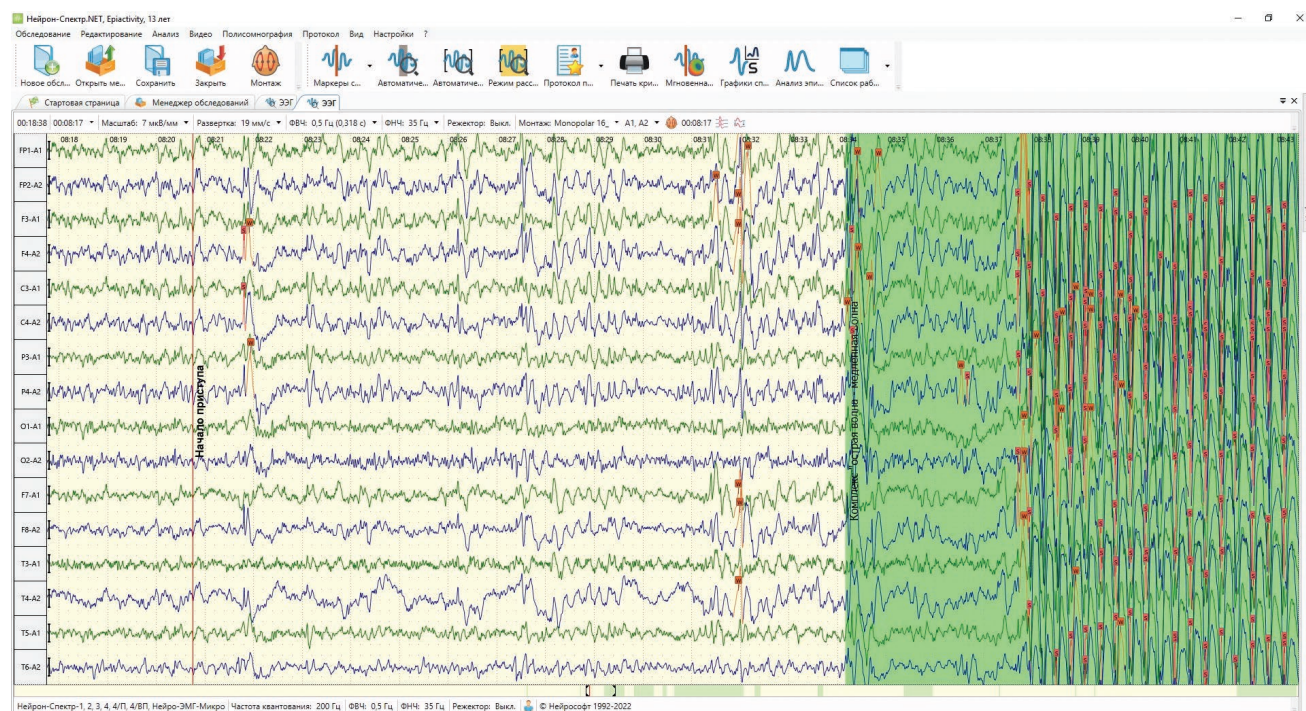 Нейрон-Спектр.NET, Epiactivity, 13 лет
Обследование Редактирование Анализ Видео Полисомнография Протокол Вид Настройки ?
Новое обсл... Открыть ме... Сохранить Закрыть Монтаж Маркеры с... Автоматиче... Автоматиче... Режим расс... Протокол п... Печать кри... Мгновенна... Графики сп... Анализ эпи... Список раб...
Стартовая страница Менеджер обследований ЭЭГ ЭЭГ
00:18:38 00:08:17 Масштаб: 7 мкВ/мм Развертка: 19 мм/с ФВЧ: 0,5 Гц (0,318 с) ФНЧ: 35 Гц Режектор: Выкл. Монтаж: Monopolar 16_ A1, A2 00:08:17
08:18 08:19 08:20 08:21 08:22 08:23 08:24 08:25 08:26 08:27 08:28 08:29 08:30 08:31 08:32 08:33 08:34 08:35 08:36 08:37 08:38 08:39 08:40 08:41 08:42 08:43
FP1-A1
FP2-A2
F3-A1
F4-A2
C3-A1
C4-A2
P3-A1
P4-A2
O1-A1
O2-A2
F7-A1
F8-A2
T3-A1
T4-A2
T5-A1
T6-A2
Начало приступа
Комплекс "острая волна - медленная волна
Нейрон-Спектр-1, 2, 3, 4, 4/П, 4/ВП, Нейро-ЭМГ-Микро Частота квантования: 200 Гц ФВЧ: 0,5 Гц ФНЧ: 35 Гц Режектор: Выкл. © Нейрософт 1992-2022